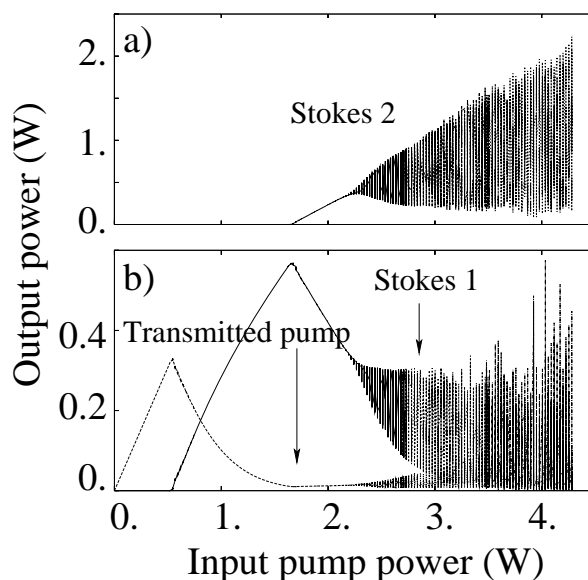 a)
2.
Stokes 2
1.
0.
Output power (W)
b)
Stokes 1
0.4
Transmitted pump
0.2
0.
0. 1. 2. 3. 4.
Input pump power (W)